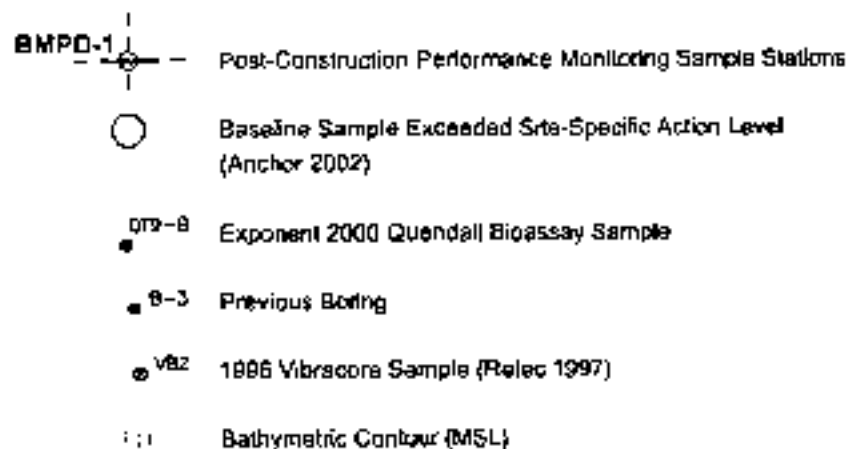 BMPD-1
Post-Construction Performance Monitoring Sample Stations
Baseline Sample Exceeded Site-Specific Action Level
(Anchor 2002)
Exponent 2000 Quendall Bioassay Sample
B-3 Previous Boring
VB2 1996 Vibracore Sample (Retec 1997)
Bathymetric Contour (MSL)